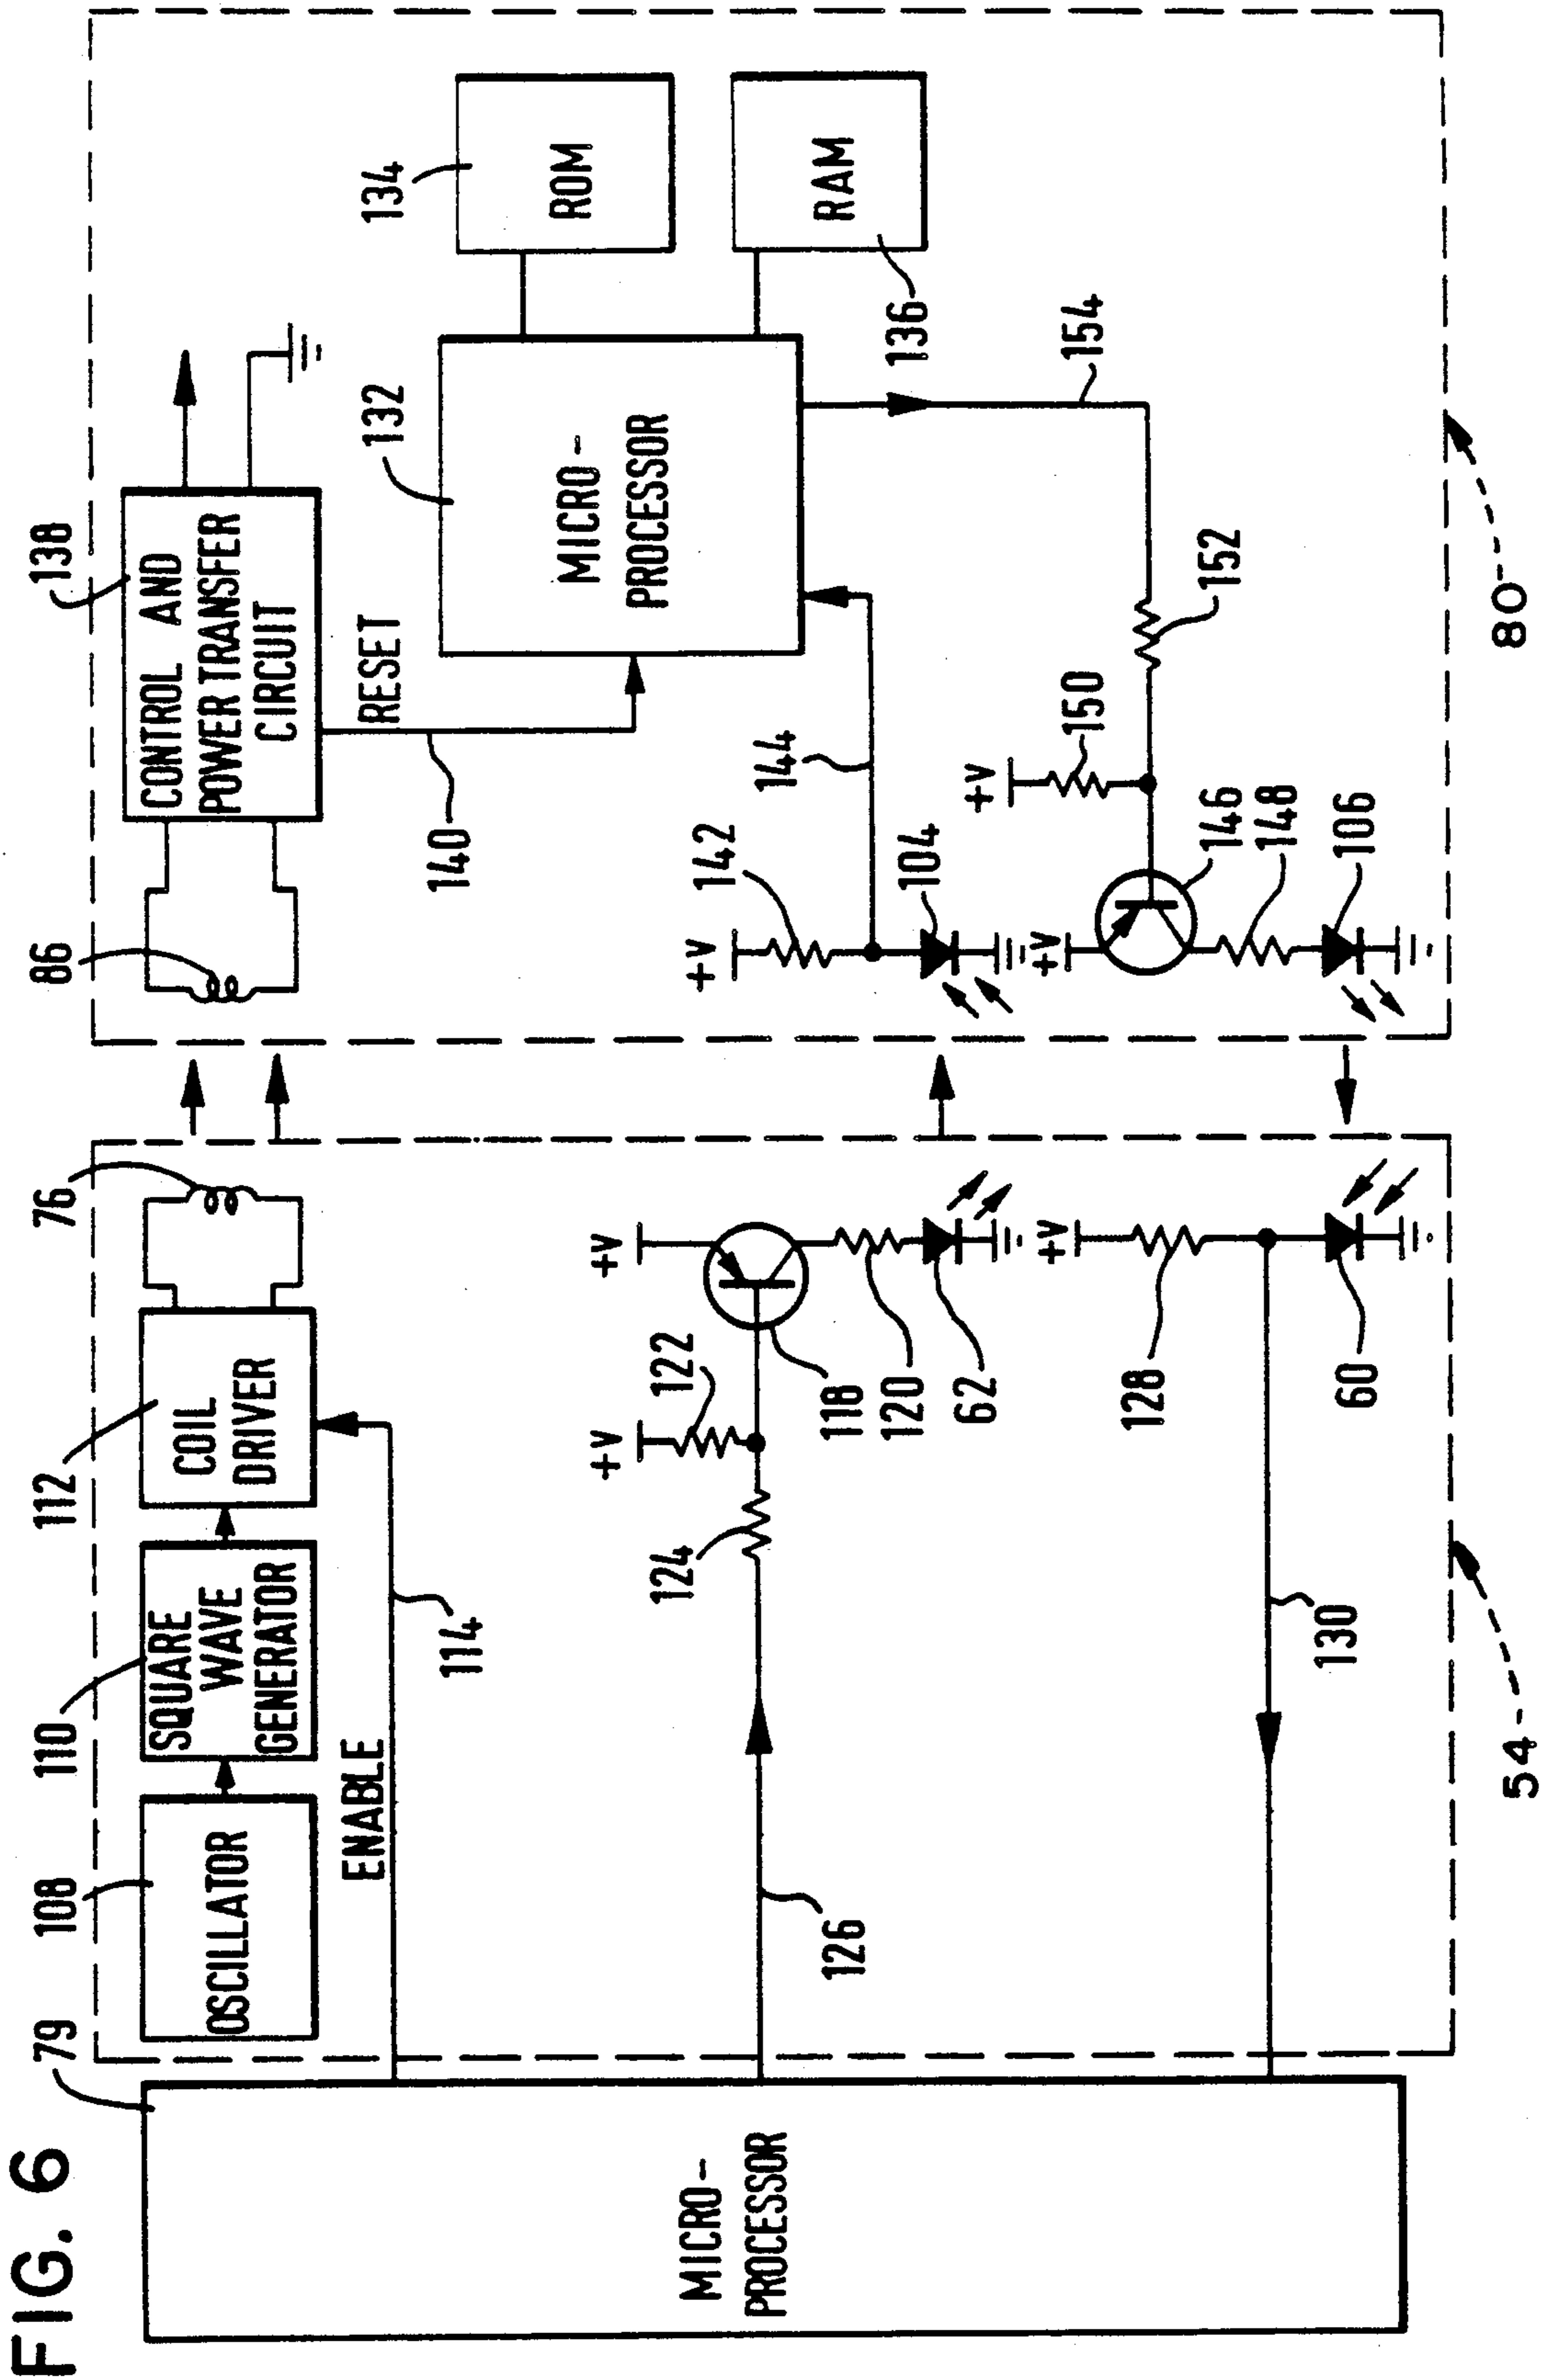 FIG. 6
79
MICRO-
PROCESSOR
108
OSCILLATOR
110
SQUARE
WAVE
GENERATOR
112
COIL
DRIVER
76
ENABLE
114
126
124
+V
122
+V
118
120
62
+V
128
60
130
54
86
138
CONTROL AND
POWER TRANSFER
CIRCUIT
RESET
140
132
MICRO-
PROCESSOR
134
ROM
RAM
136
+V
142
144
104
+V
146
148
106
+V
150
152
154
80